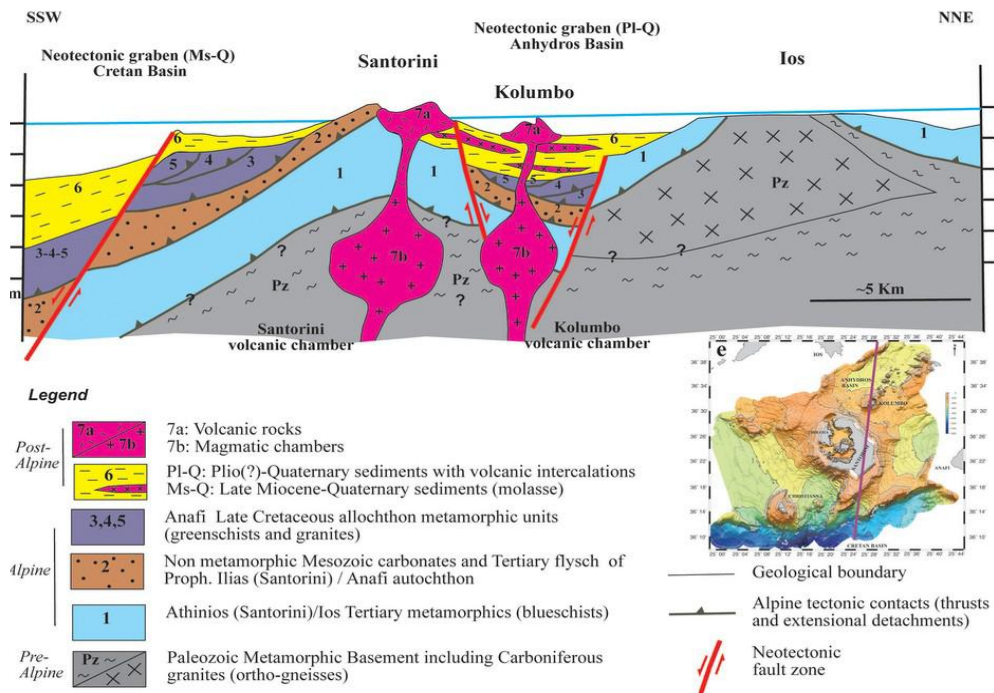 SSW
NNE
Neotectonic graben (Ms-Q)
Cretan Basin
Santorini
Neotectonic graben (Pl-Q)
Anhydros Basin
Kolumbo
Ios
7a
7a
6
6
6
5
4
3
2
1
1
2
5
5
4
3
2
1
1
3-4-5
2
m
7b
7b
Pz
Pz
Pz
?
?
?
?
?
?
~5 Km
Santorini
volcanic chamber
Kolumbo
volcanic chamber
Legend
Post-
Alpine
7a
7b
7a: Volcanic rocks
7b: Magmatic chambers
6
Pl-Q: Plio(?)-Quaternary sediments with volcanic intercalations
Ms-Q: Late Miocene-Quaternary sediments (molasse)
Alpine
3,4,5
Anafi Late Cretaceous allochthon metamorphic units
(greenschists and granites)
2
Non metamorphic Mesozoic carbonates and Tertiary flysch of
Proph. Ilias (Santorini) / Anafi autochthon
1
Athinios (Santorini)/Ios Tertiary metamorphics (blueschists)
Pre-
Alpine
Pz
Paleozoic Metamorphic Basement including Carboniferous
granites (ortho-gneisses)
e
IOS
ANHYDROS BASIN
KOLUMBO
ANAFI
CRETAN BASIN
Geological boundary
Alpine tectonic contacts (thrusts
and extensional detachments)
Neotectonic
fault zone